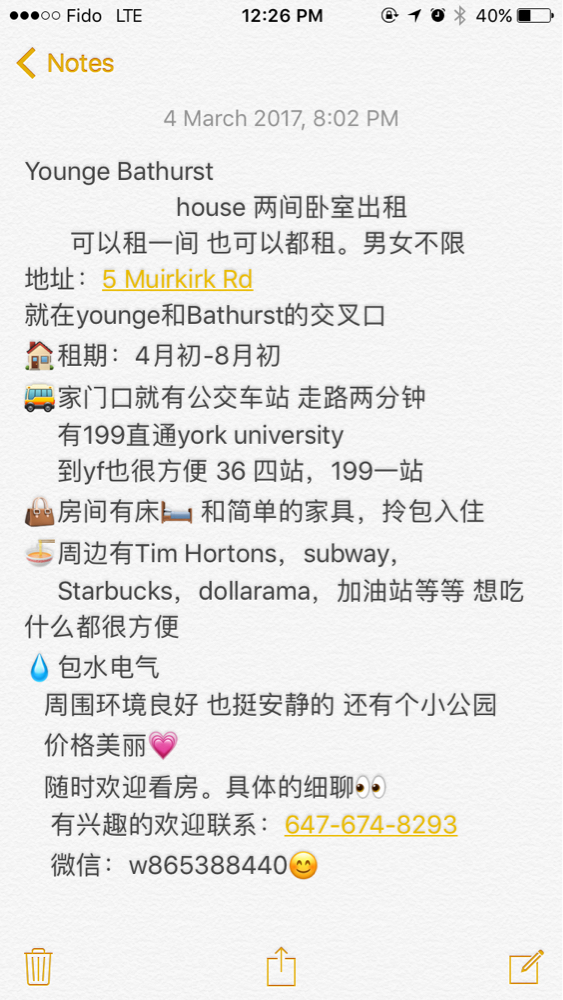 Fido LTE 12:26 PM 40%
Notes
4 March 2017, 8:02 PM
Younge Bathurst
house 两间卧室出租
可以租一间 也可以都租。男女不限
地址：5 Muirkirk Rd
就在younge和Bathurst的交叉口
🏠租期：4月初-8月初
🚌家门口就有公交车站 走路两分钟
有199直通york university
到yf也很方便 36 四站，199一站
👜房间有床🛏 和简单的家具，拎包入住
🍜周边有Tim Hortons，subway，
Starbucks，dollarama，加油站等等 想吃
什么都很方便
💧包水电气
周围环境良好 也挺安静的 还有个小公园
价格美丽💗
随时欢迎看房。具体的细聊👀
有兴趣的欢迎联系：647-674-8293
微信：w865388440😊